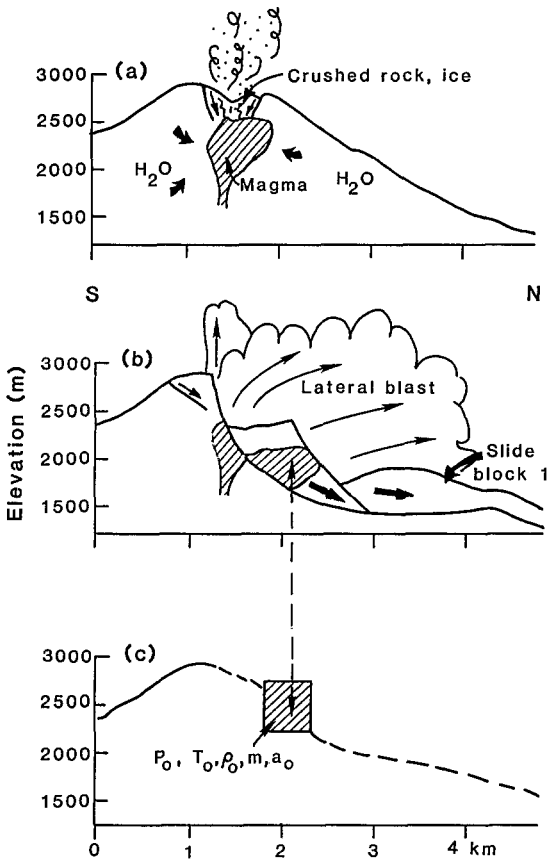 3000
(a)
Crushed rock, ice
2500
2000
H₂O
H₂O
Magma
1500
S
N
Elevation (m)
3000
(b)
Lateral blast
2500
Slide
block 1
2000
1500
3000
(c)
2500
2000
P₀, T₀, ρ₀, m, a₀
1500
0 1 2 3 4 km